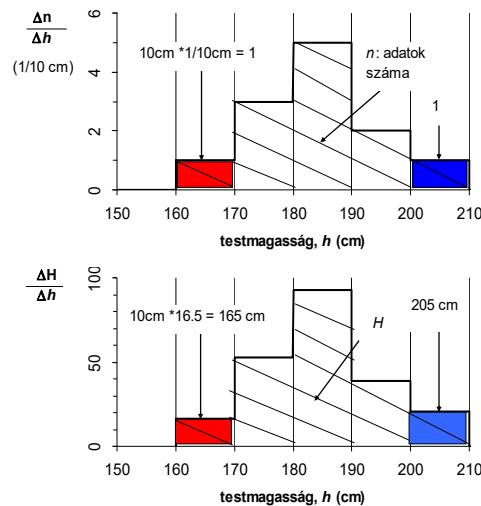 Δn
Δh
(1/10 cm)
10cm *1/10cm = 1
n: adatok
száma
1
6
4
2
0
150 160 170 180 190 200 210
testmagasság, h (cm)
ΔH
Δh
10cm *16.5 = 165 cm
H
205 cm
100
50
0
150 160 170 180 190 200 210
testmagasság, h (cm)